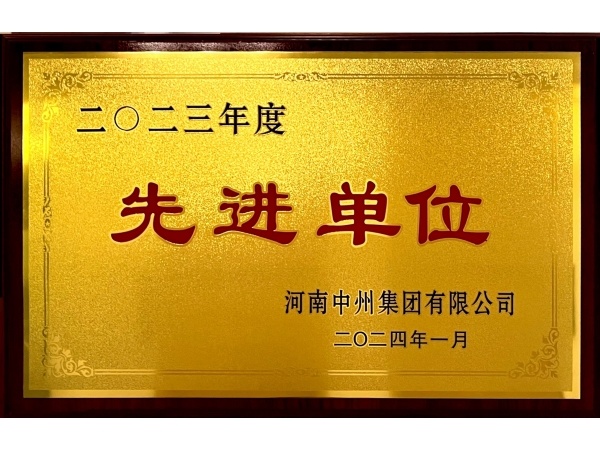 二〇二三年度
先进单位
河南中州集团有限公司
二〇二四年一月